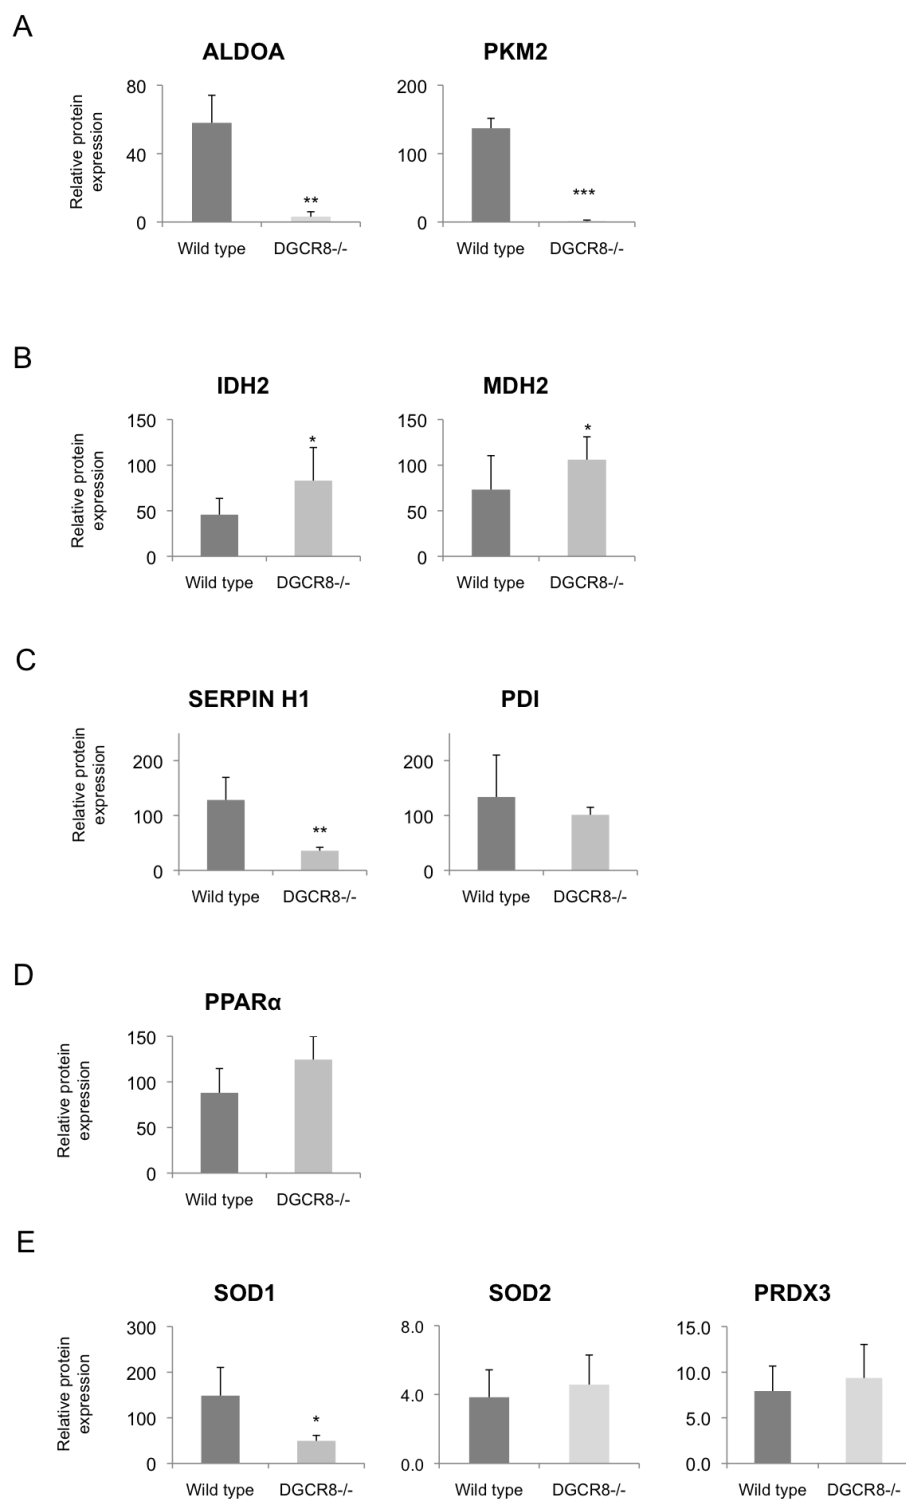 A
ALDOA
PKM2
Relative protein
expression
80
40
0
**
Wild type
DGCR8-/-
200
100
0
***
Wild type
DGCR8-/-
B
IDH2
MDH2
Relative protein
expression
150
100
50
0
*
Wild type
DGCR8-/-
150
100
50
0
*
Wild type
DGCR8-/-
C
SERPIN H1
PDI
Relative protein
expression
200
100
0
**
Wild type
DGCR8-/-
200
100
0
Wild type
DGCR8-/-
D
PPARα
Relative protein
expression
150
100
50
0
Wild type
DGCR8-/-
E
SOD1
SOD2
PRDX3
Relative protein
expression
300
200
100
0
*
Wild type
DGCR8-/-
8.0
4.0
0.0
Wild type
DGCR8-/-
15.0
10.0
5.0
0.0
Wild type
DGCR8-/-